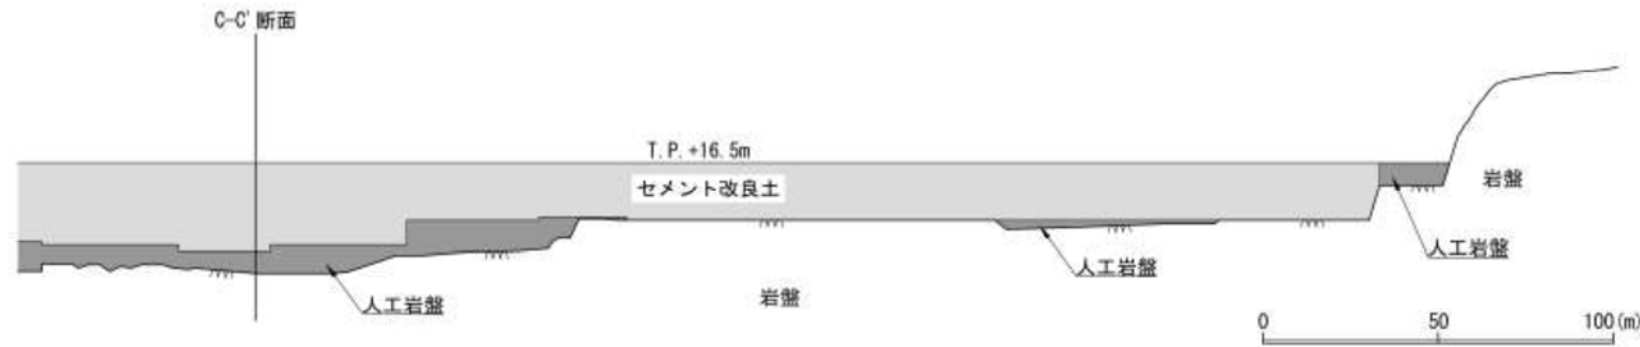 C-C' 断面
T.P.+16.5m
セメント改良土
岩盤
人工岩盤
人工岩盤
人工岩盤
岩盤
0 50 100(m)